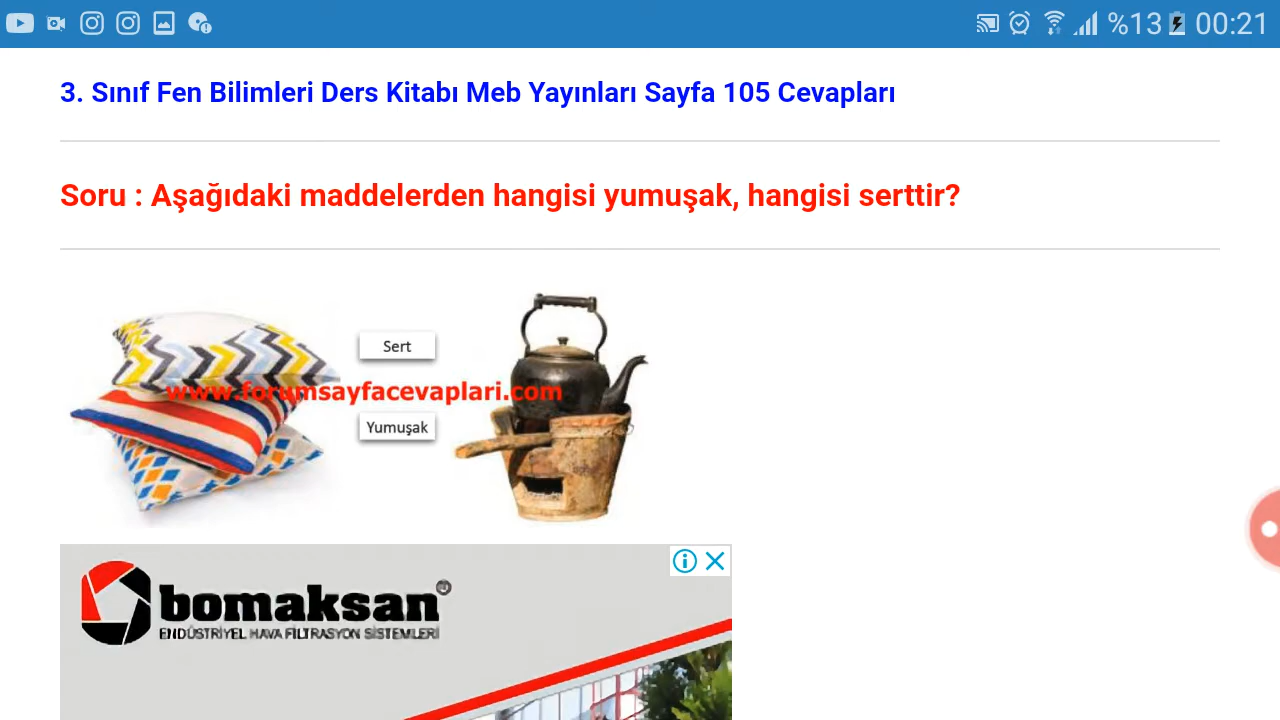 %13 00:21
3. Sınıf Fen Bilimleri Ders Kitabı Meb Yayınları Sayfa 105 Cevapları
Soru : Aşağıdaki maddelerden hangisi yumuşak, hangisi serttir?
Sert
www.forumsayfacevaplari.com
Yumuşak
bomaksan
ENDÜSTRİYEL HAVA FİLTRASYON SİSTEMLERİ